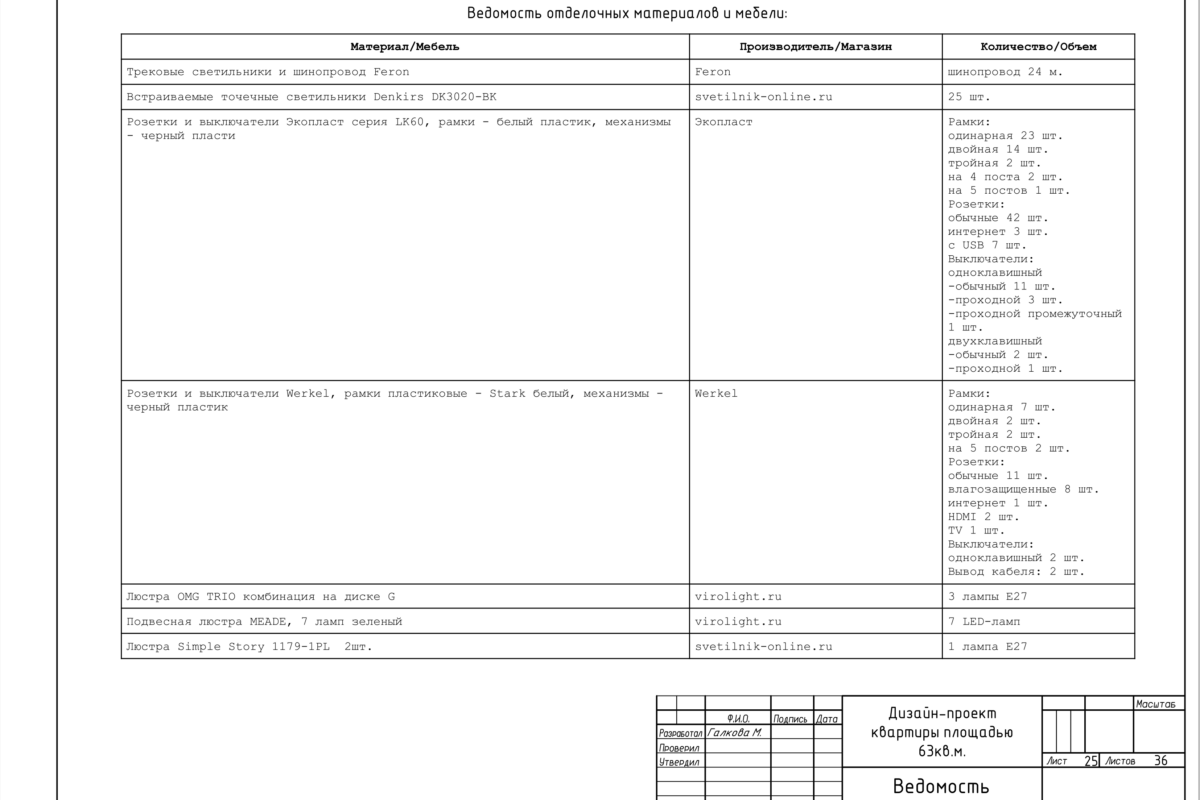 Ведомость отделочных материалов и мебели:
Материал/Мебель Производитель/Магазин Количество/Объем
Трековые светильники и шинопровод Feron Feron шинопровод 24 м.
Встраиваемые точечные светильники Denkirs DK3020-BK svetilnik-online.ru 25 шт.
Розетки и выключатели Экопласт серия LK60, рамки - белый пластик, механизмы
- черный пласти
Экопласт
Рамки:
одинарная 23 шт.
двойная 14 шт.
тройная 2 шт.
на 4 поста 2 шт.
на 5 постов 1 шт.
Розетки:
обычные 42 шт.
интернет 3 шт.
с USB 7 шт.
Выключатели:
одноклавишный
-обычный 11 шт.
-проходной 3 шт.
-проходной промежуточный
1 шт.
двухклавишный
-обычный 2 шт.
-проходной 1 шт.
Розетки и выключатели Werkel, рамки пластиковые - Stark белый, механизмы -
черный пластик
Werkel
Рамки:
одинарная 7 шт.
двойная 2 шт.
тройная 2 шт.
на 5 постов 2 шт.
Розетки:
обычные 11 шт.
влагозащищенные 8 шт.
интернет 1 шт.
HDMI 2 шт.
TV 1 шт.
Выключатели:
одноклавишный 2 шт.
Вывод кабеля: 2 шт.
Люстра OMG TRIO комбинация на диске G virolight.ru 3 лампы E27
Подвесная люстра MEADE, 7 ламп зеленый virolight.ru 7 LED-ламп
Люстра Simple Story 1179-1PL 2шт. svetilnik-online.ru 1 лампа E27
Ф.И.О. Подпись Дата
Разработал Галкова М.
Проверил
Утвердил
Дизайн-проект
квартиры площадью
63кв.м.
Масштаб
Лист 25 Листов 36
Ведомость